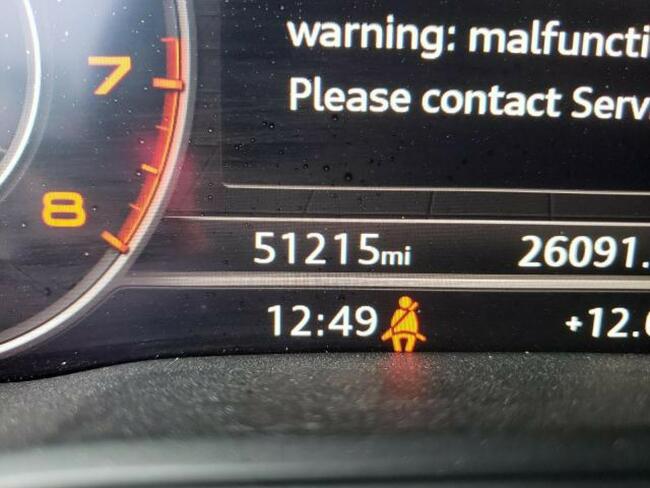 warning: malfuncti
Please contact Serv
7
8
51215mi 26091.
12:49 +12.